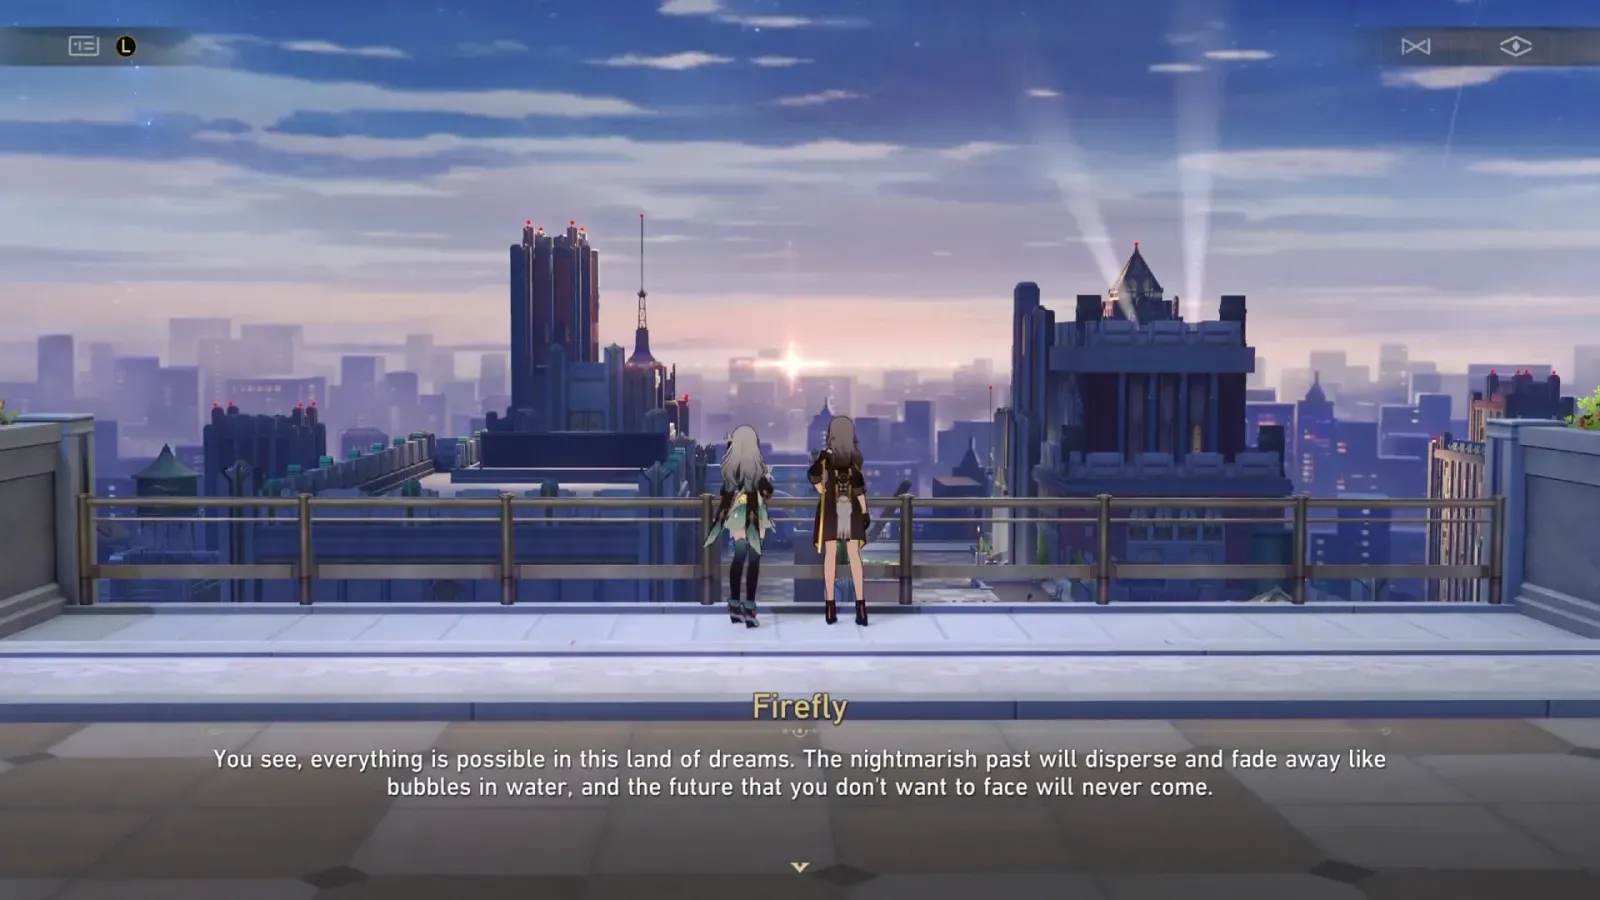 L
Firefly
You see, everything is possible in this land of dreams. The nightmarish past will disperse and fade away like
bubbles in water, and the future that you don't want to face will never come.